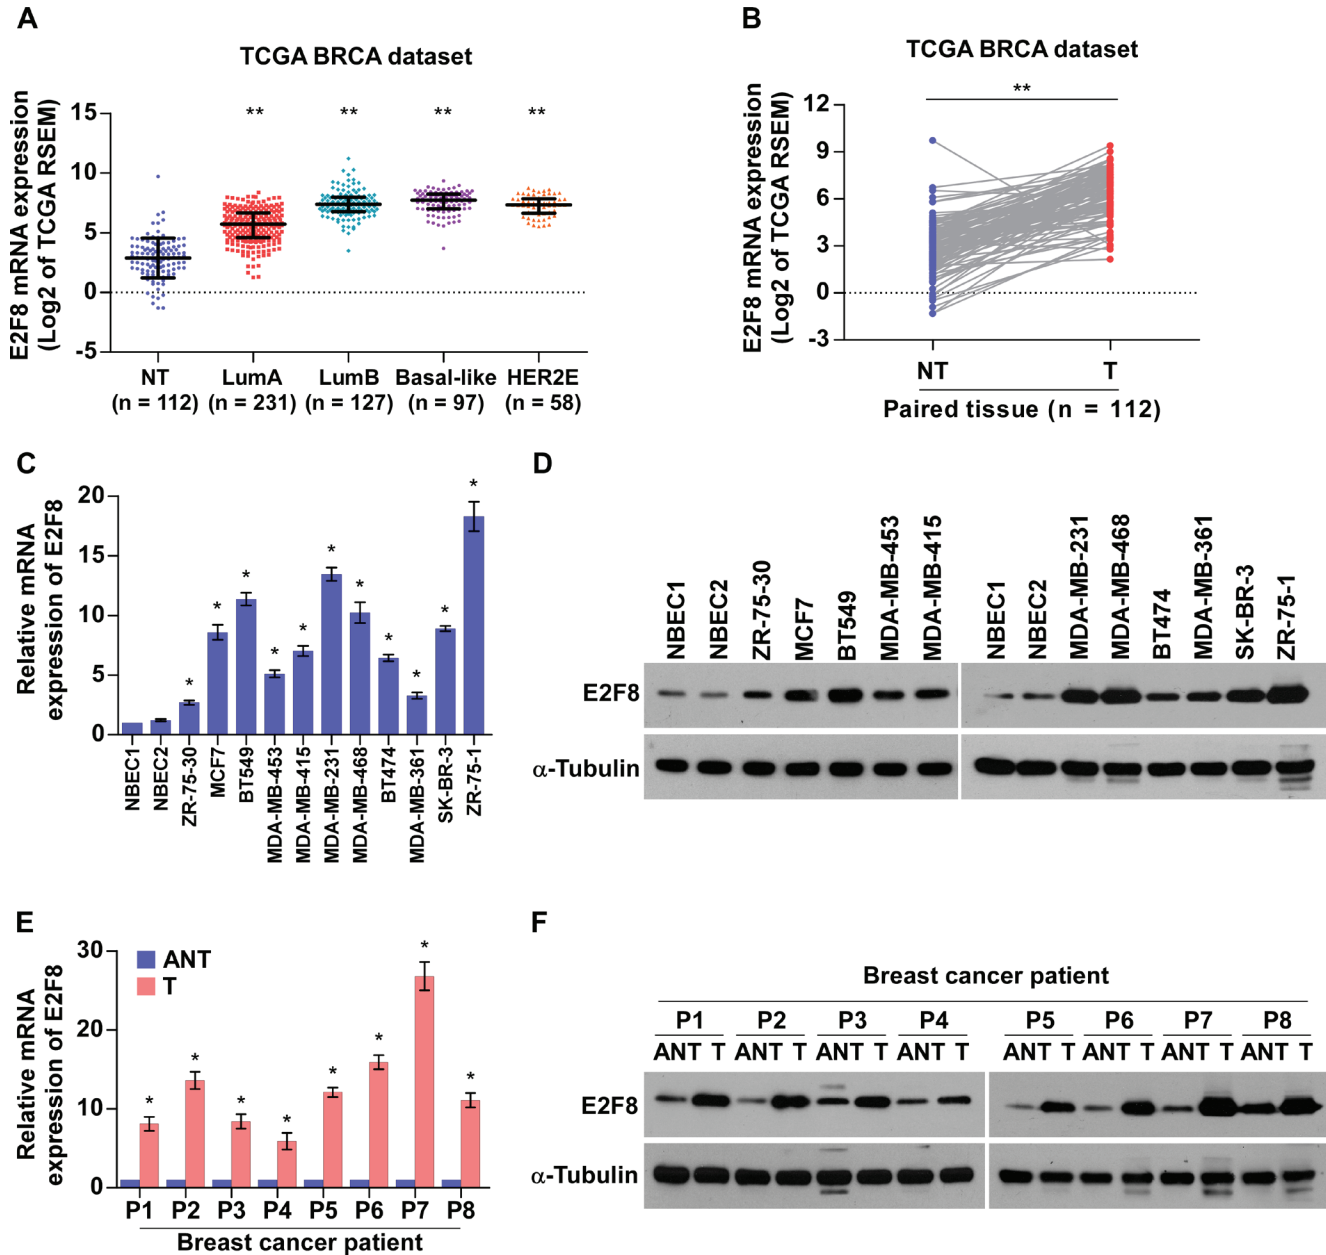 A
TCGA BRCA dataset
E2F8 mRNA expression
(Log2 of TCGA RSEM)
15
10
5
0
-5
** ** ** **
NT LumA LumB Basal-like HER2E
(n = 112) (n = 231) (n = 127) (n = 97) (n = 58)
B
TCGA BRCA dataset
E2F8 mRNA expression
(Log2 of TCGA RSEM)
12
9
6
3
0
-3
**
NT T
Paired tissue (n = 112)
C
Relative mRNA
expression of E2F8
20
15
10
5
0
* * * * * * * * * * *
NBEC1
NBEC2
ZR-75-30
MCF7
BT549
MDA-MB-453
MDA-MB-415
MDA-MB-231
MDA-MB-468
BT474
MDA-MB-361
SK-BR-3
ZR-75-1
D
NBEC1
NBEC2
ZR-75-30
MCF7
BT549
MDA-MB-453
MDA-MB-415
NBEC1
NBEC2
MDA-MB-231
MDA-MB-468
BT474
MDA-MB-361
SK-BR-3
ZR-75-1
E2F8
α-Tubulin
E
Relative mRNA
expression of E2F8
30
20
10
0
ANT
T
* * * * * * * *
P1 P2 P3 P4 P5 P6 P7 P8
Breast cancer patient
F
Breast cancer patient
P1 P2 P3 P4 P5 P6 P7 P8
ANT T ANT T ANT T ANT T ANT T ANT T ANT T ANT T
E2F8
α-Tubulin